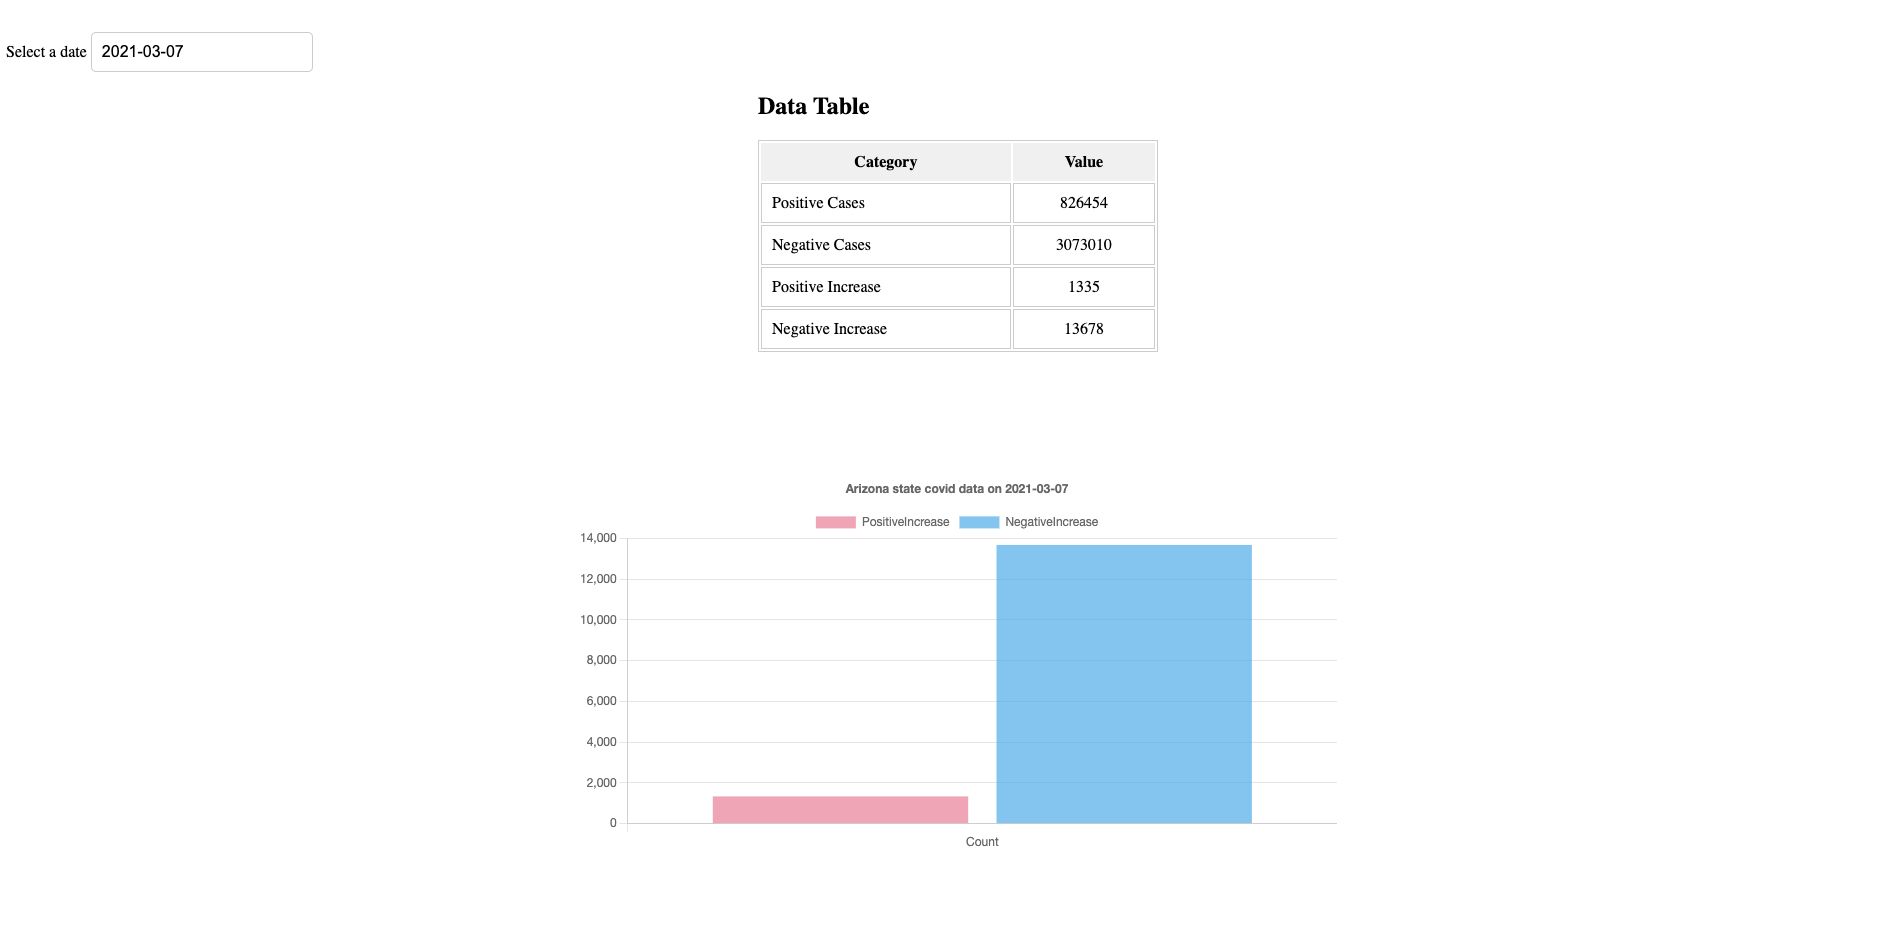 Select a date 2021-03-07
Data Table
Category Value
Positive Cases 826454
Negative Cases 3073010
Positive Increase 1335
Negative Increase 13678
Arizona state covid data on 2021-03-07
PositiveIncrease NegativeIncrease
14,000
12,000
10,000
8,000
6,000
4,000
2,000
0
Count